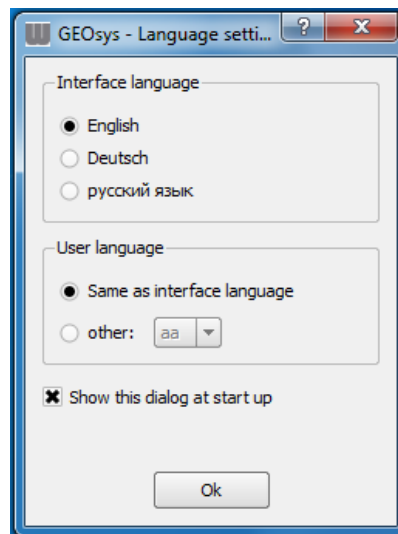 GEOsys - Language setti...
Interface language
English
Deutsch
русский язык
User language
Same as interface language
other: aa
Show this dialog at start up
Ok